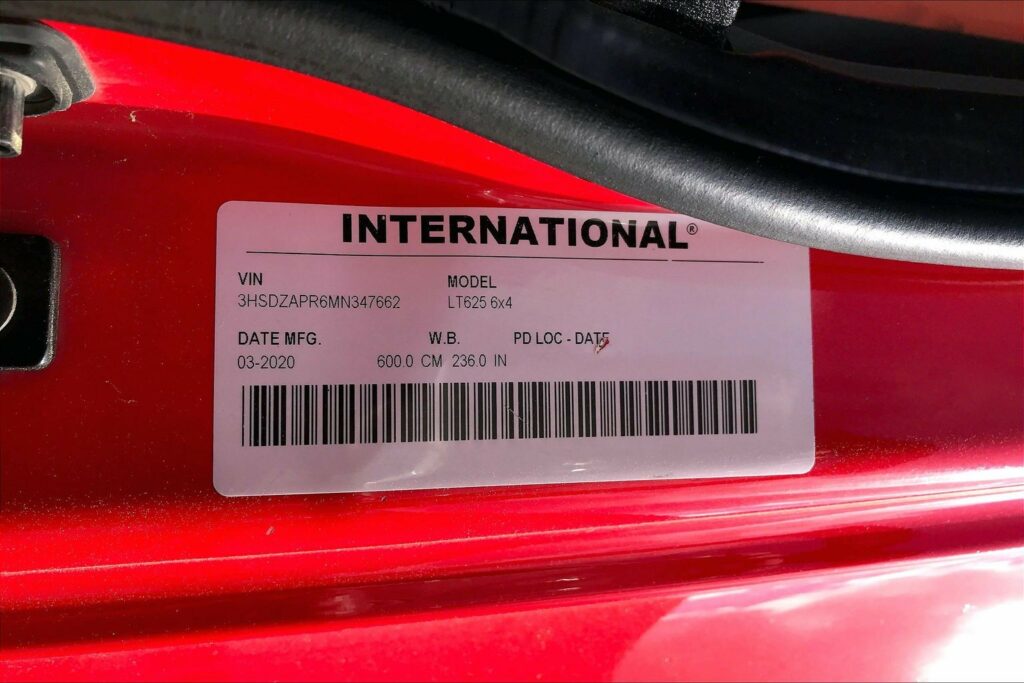 INTERNATIONAL®
VIN MODEL
3HSDZAPR6MN347662 LT625 6x4
DATE MFG. W.B. PD LOC - DATE
03-2020 600.0 CM 236.0 IN